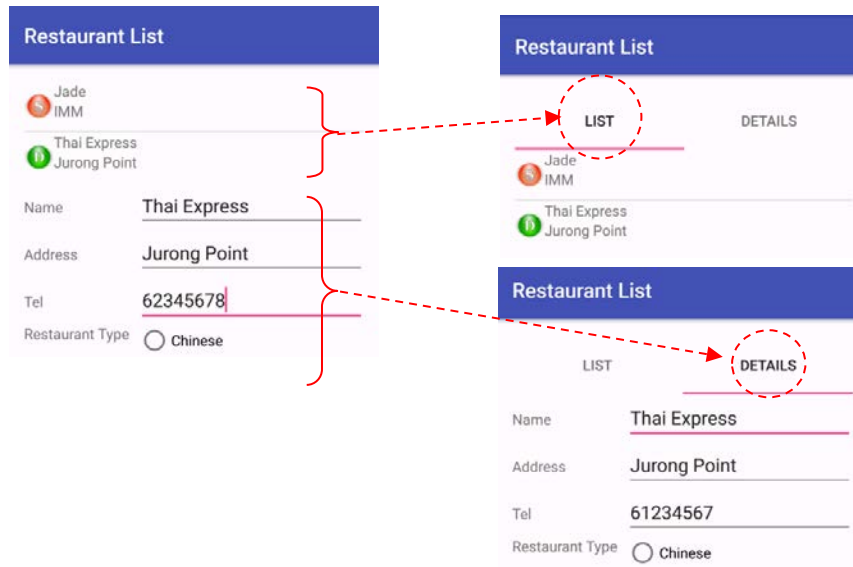 Restaurant List
Jade
IMM
Thai Express
Jurong Point
Name Thai Express
Address Jurong Point
Tel 62345678
Restaurant Type Chinese
Restaurant List
LIST DETAILS
Jade
IMM
Thai Express
Jurong Point
Restaurant List
LIST DETAILS
Name Thai Express
Address Jurong Point
Tel 61234567
Restaurant Type Chinese